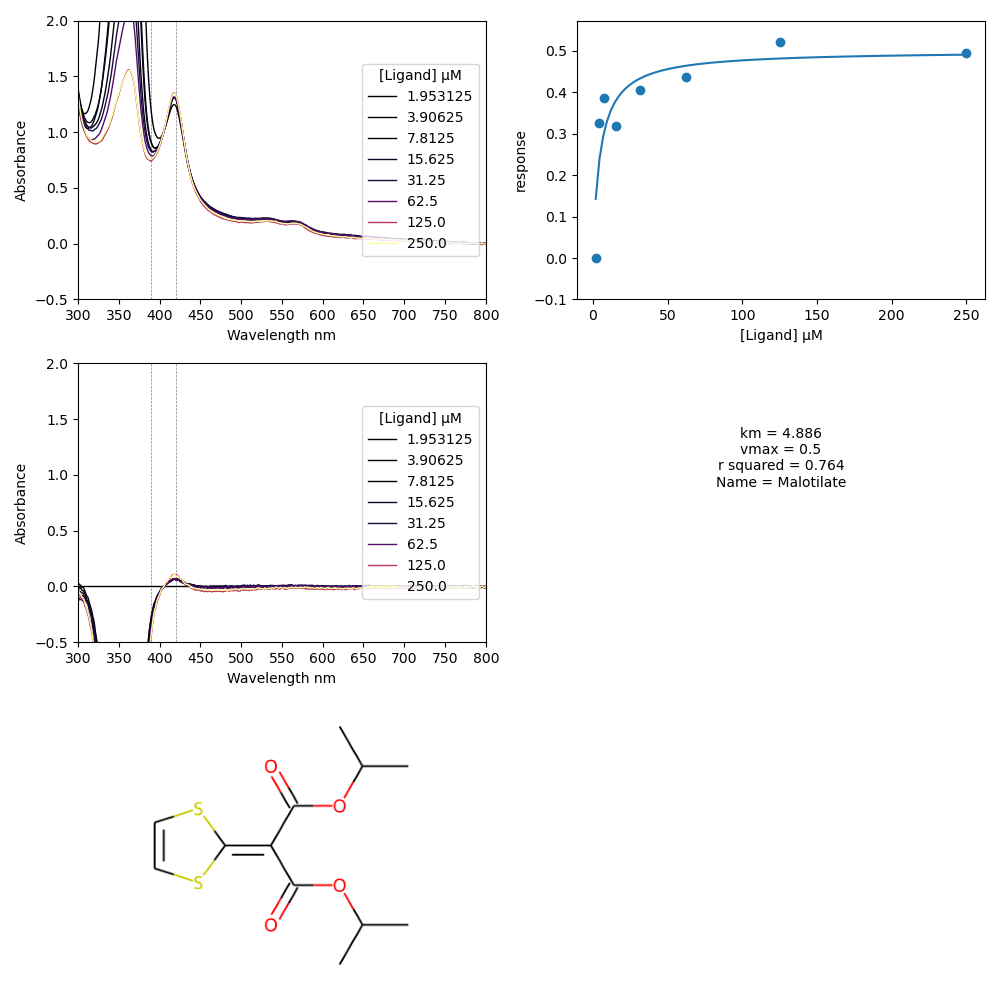 2.0
1.5
1.0
0.5
0.0
−0.5
300 350 400 450 500 550 600 650 700 750 800
Absorbance
Wavelength nm
[Ligand] μM
1.953125
3.90625
7.8125
15.625
31.25
62.5
125.0
250.0
0.5
0.4
0.3
0.2
0.1
0.0
−0.1
0 50 100 150 200 250
response
[Ligand] μM
2.0
1.5
1.0
0.5
0.0
−0.5
300 350 400 450 500 550 600 650 700 750 800
Absorbance
Wavelength nm
[Ligand] μM
1.953125
3.90625
7.8125
15.625
31.25
62.5
125.0
250.0
km = 4.886
vmax = 0.5
r squared = 0.764
Name = Malotilate
O
O
S
S
O
O